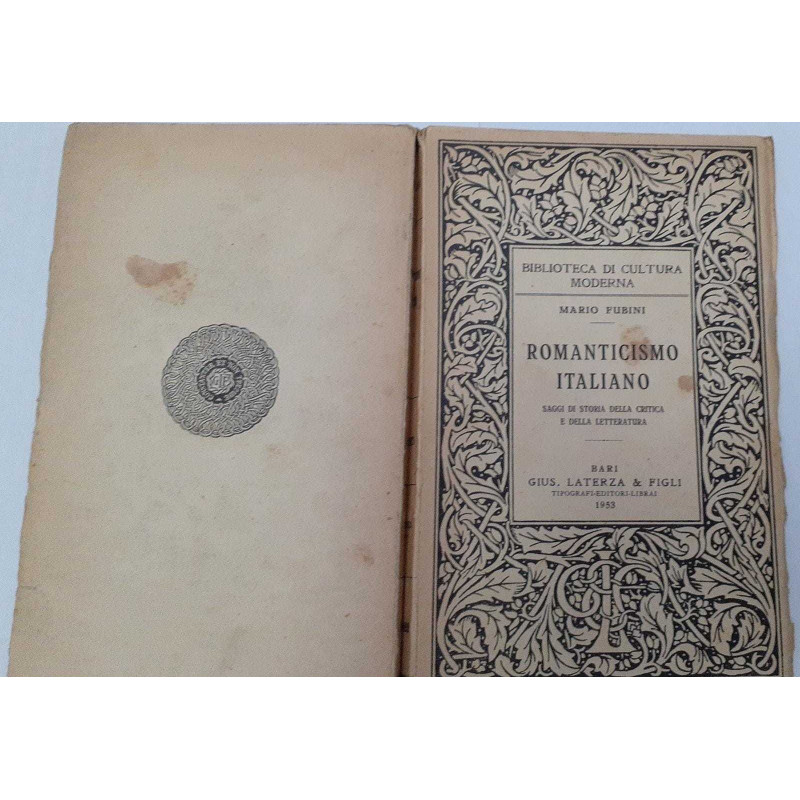 BIBLIOTECA DI CULTURA
MODERNA
MARIO FUBINI
ROMANTICISMO
ITALIANO
SAGGI DI STORIA DELLA CRITICA
E DELLA LETTERATURA
BARI
GIUS. LATERZA & FIGLI
TIPOGRAFI-EDITORI-LIBRAI
1953